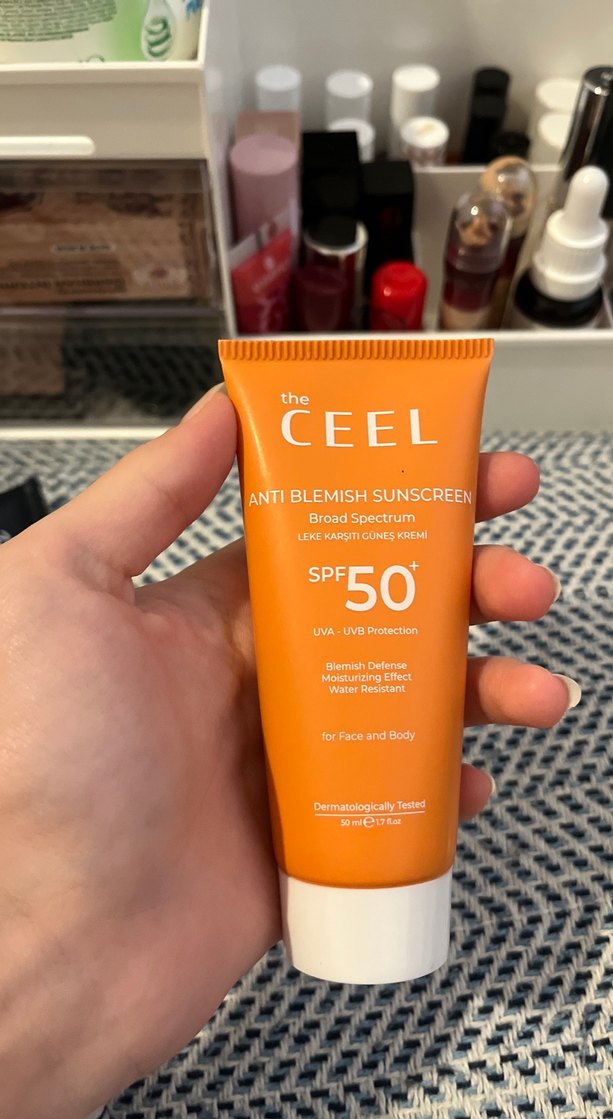 the
CEEL
ANTI BLEMISH SUNSCREEN
Broad Spectrum
LEKE KARŞITI GÜNEŞ KREMİ
SPF 50+
UVA - UVB Protection
Blemish Defense
Moisturizing Effect
Water Resistant
for Face and Body
Dermatologically Tested
50 ml ℮ 1.7 fl.oz